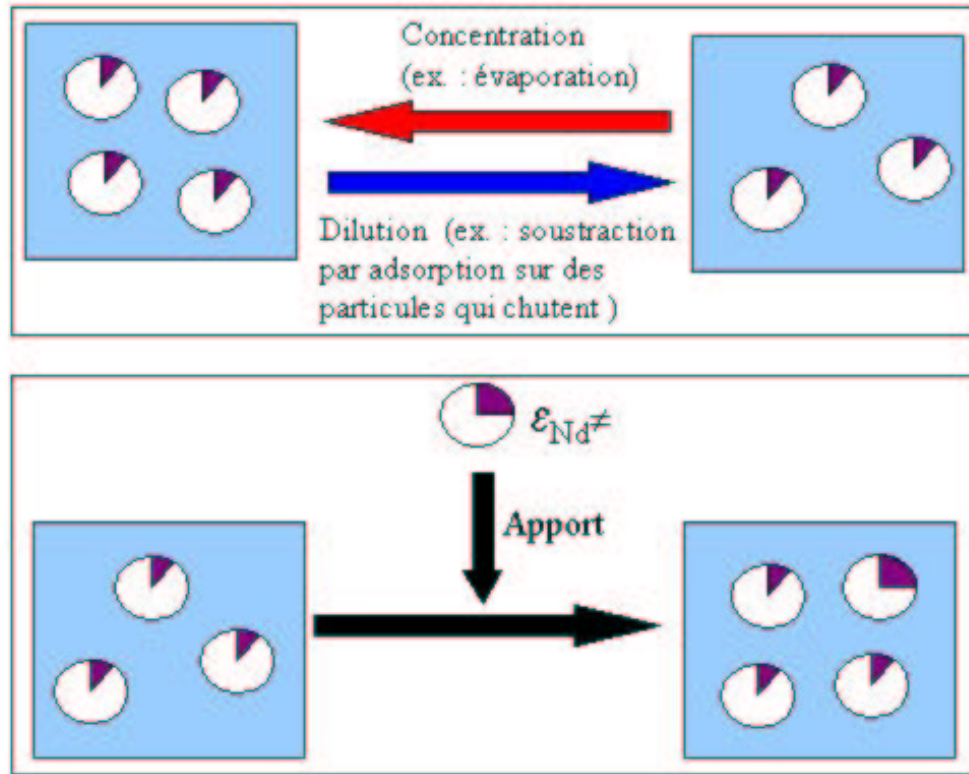 Concentration
(ex. : évaporation)
Dilution (ex. : soustraction
par adsorption sur des
particules qui chutent )
εNd≠
Apport